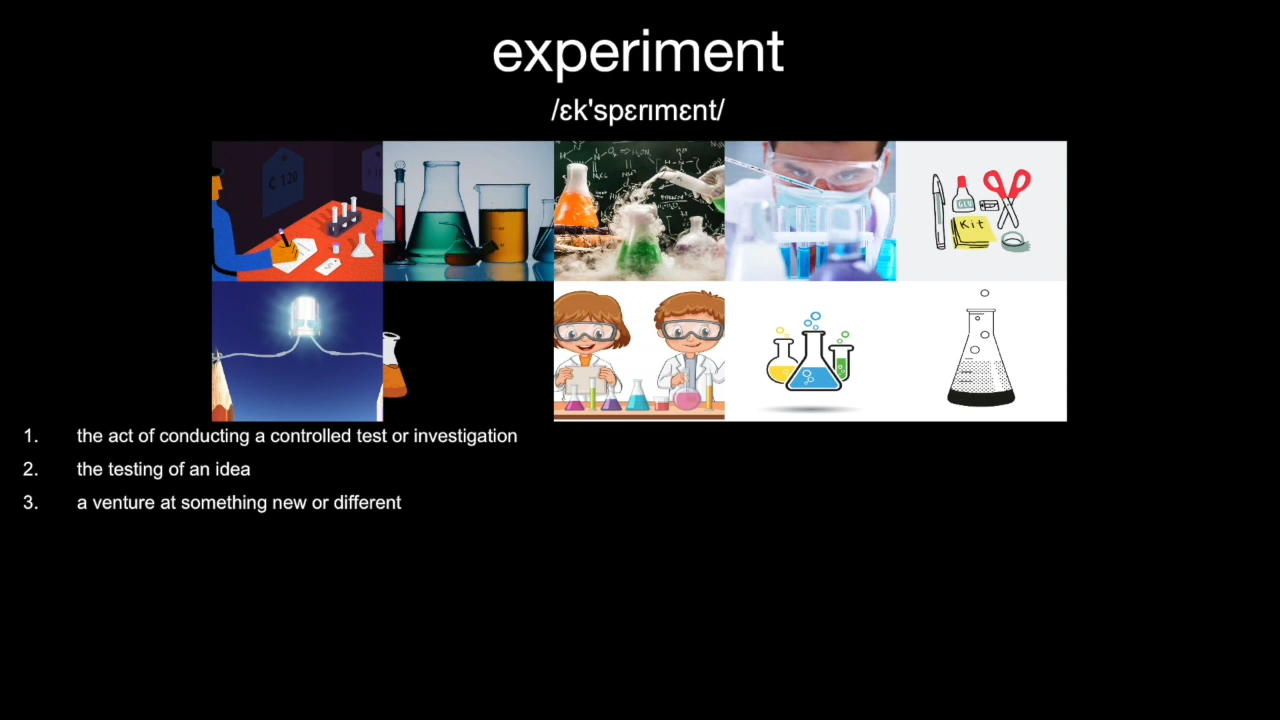 experiment
/ɛk'spɛrɪmɛnt/
C 120
GLUE
Kit
1. the act of conducting a controlled test or investigation
2. the testing of an idea
3. a venture at something new or different